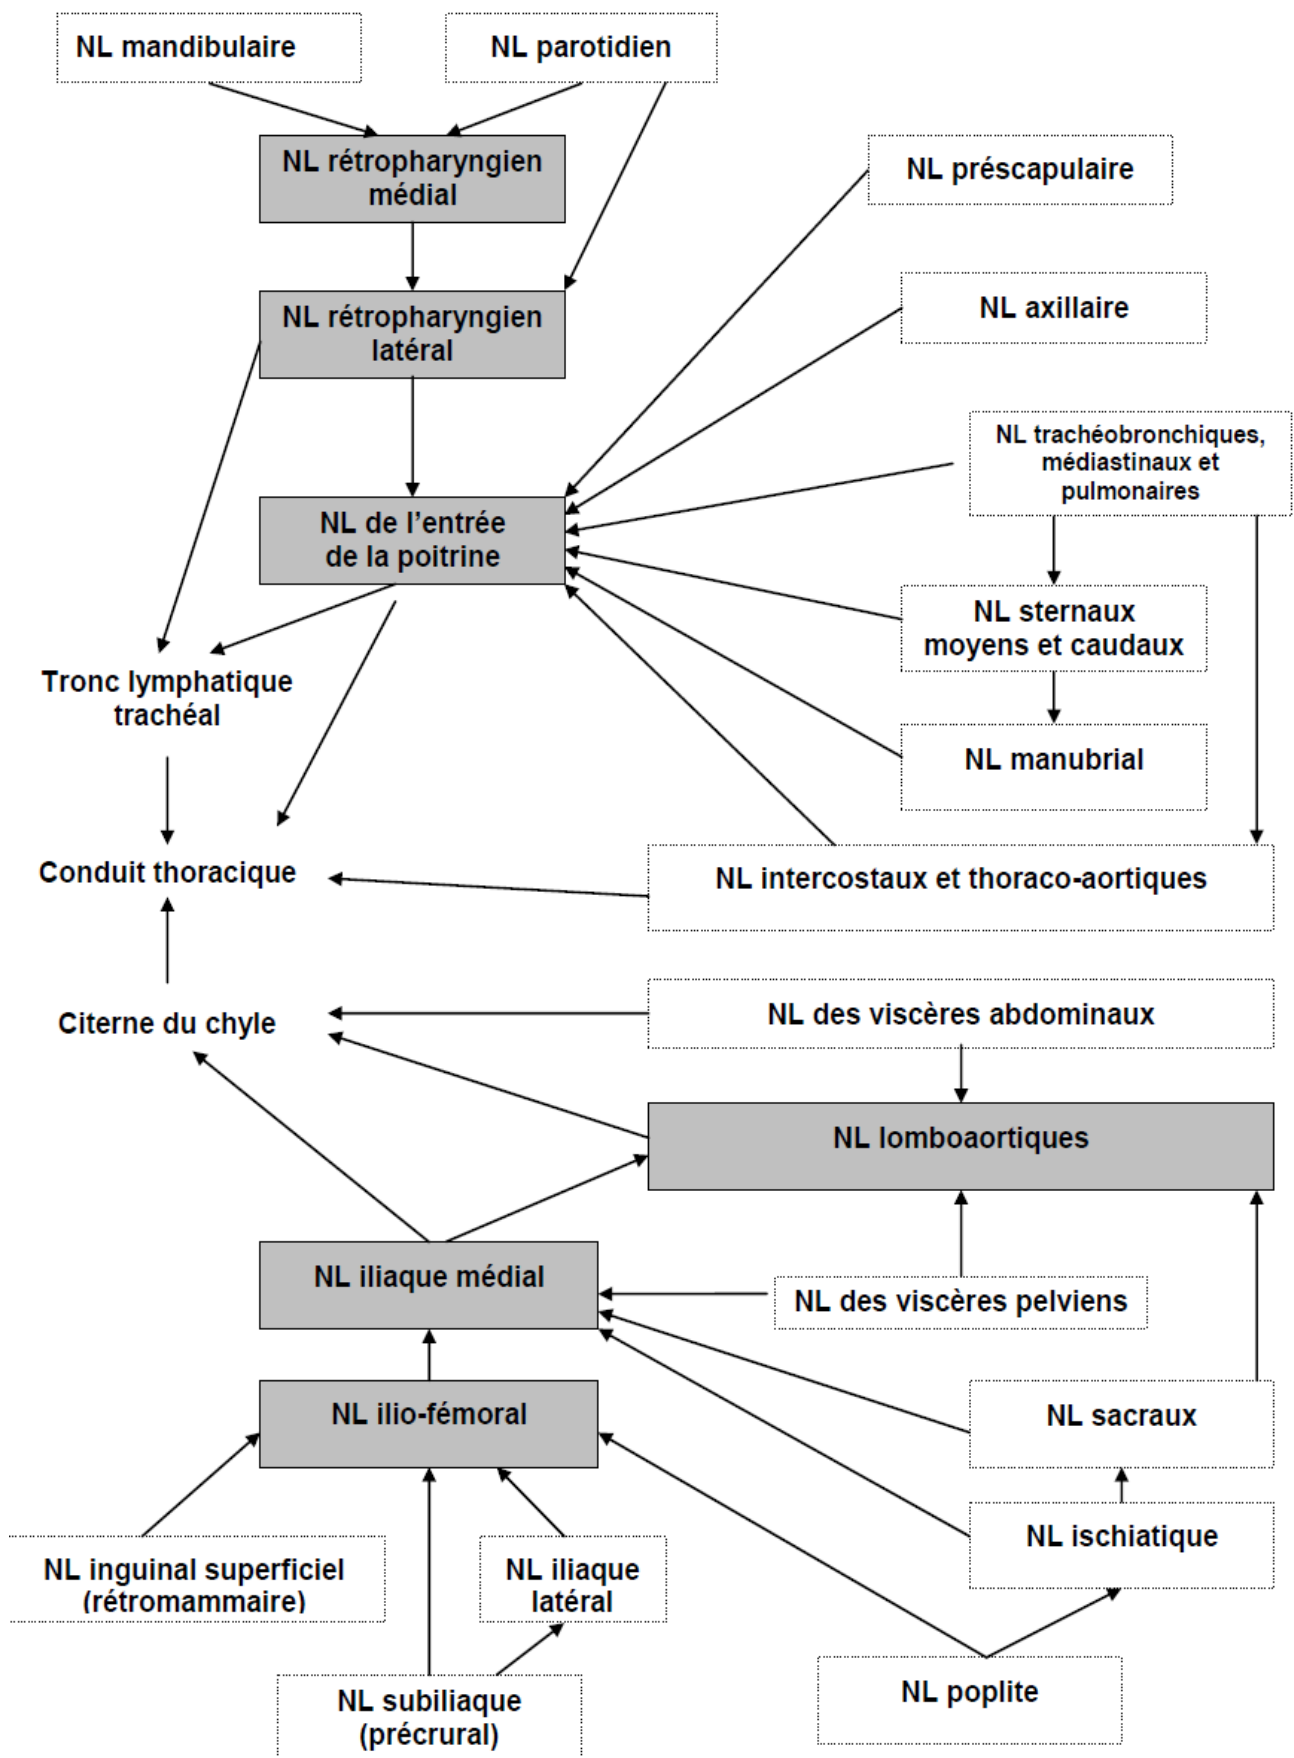 NL mandibulaire
NL parotidien
NL rétropharyngien
médial
NL préscapulaire
NL rétropharyngien
latéral
NL axillaire
NL trachéobronchiques,
médiastinaux et
pulmonaires
NL de l’entrée
de la poitrine
NL sternaux
moyens et caudaux
Tronc lymphatique
trachéal
NL manubrial
Conduit thoracique
NL intercostaux et thoraco-aortiques
Citerne du chyle
NL des viscères abdominaux
NL lomboaortiques
NL iliaque médial
NL des viscères pelviens
NL ilio-fémoral
NL sacraux
NL ischiatique
NL inguinal superficiel
(rétromammaire)
NL iliaque
latéral
NL subiliaque
(précrural)
NL poplite